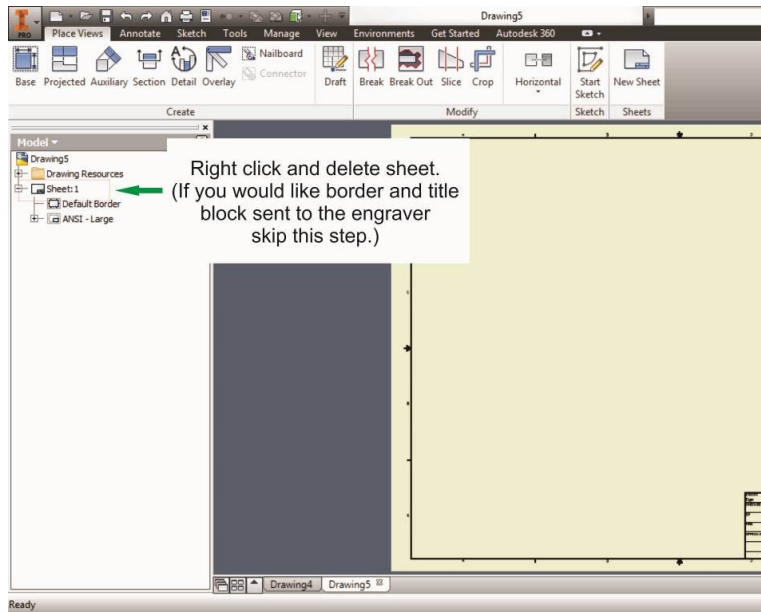 Drawing5
PRO
Place Views Annotate Sketch Tools Manage View Environments Get Started Autodesk 360
Base Projected Auxiliary Section Detail Overlay
Nailboard
Connector
Draft Break Break Out Slice Crop Horizontal Start Sketch New Sheet
Create Modify Sketch Sheets
Model
Drawing5
Drawing Resources
Sheet:1
Default Border
ANSI - Large
Right click and delete sheet.
(If you would like border and title
block sent to the engraver
skip this step.)
Drawing4 Drawing5
Ready